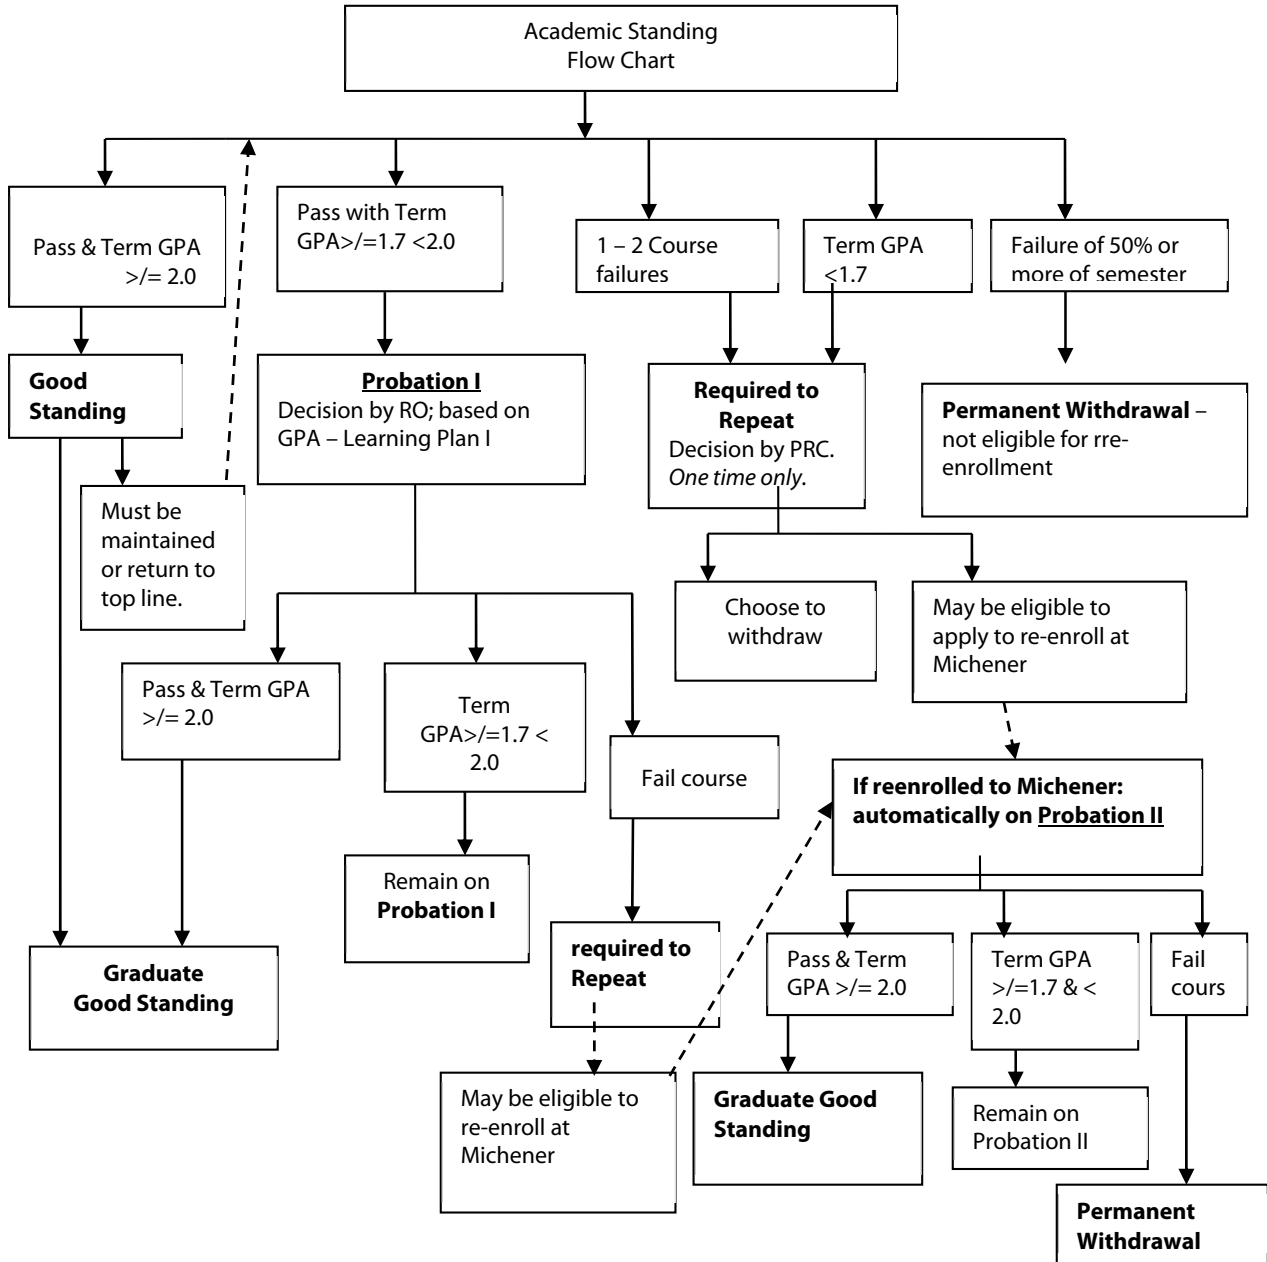 Academic Standing
Flow Chart
Pass & Term GPA
>/= 2.0
Pass with Term
GPA>/=1.7 <2.0
1 – 2 Course
failures
Term GPA
<1.7
Failure of 50% or
more of semester
Good
Standing
Probation I
Decision by RO; based on
GPA – Learning Plan I
Required to
Repeat
Decision by PRC.
One time only.
Permanent Withdrawal –
not eligible for rre-
enrollment
Must be
maintained
or return to
top line.
Choose to
withdraw
May be eligible to
apply to re-enroll at
Michener
Pass & Term GPA
>/= 2.0
Term
GPA>/=1.7 <
2.0
Fail course
If reenrolled to Michener:
automatically on Probation II
Remain on
Probation I
required to
Repeat
Pass & Term
GPA >/= 2.0
Term GPA
>/=1.7 & <
2.0
Fail
cours
Graduate
Good Standing
May be eligible to
re-enroll at
Michener
Graduate Good
Standing
Remain on
Probation II
Permanent
Withdrawal